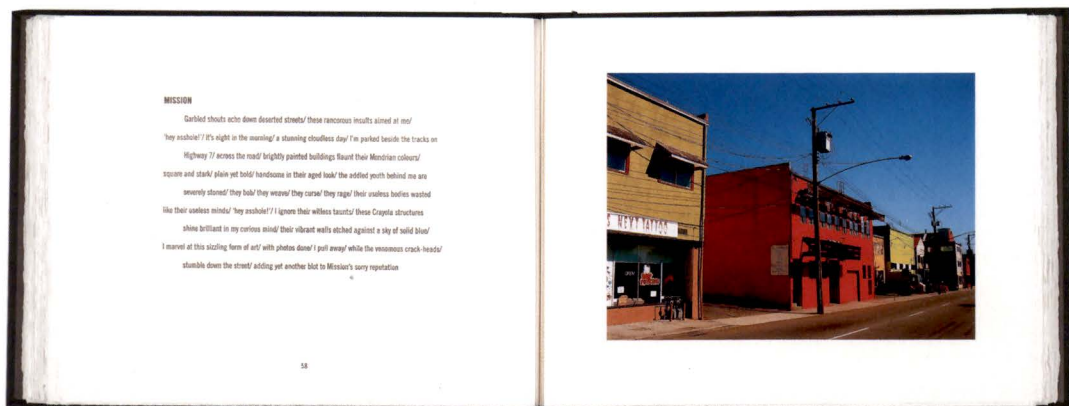 MISSION
Garbled shouts echo down deserted streets/ these rancorous insults aimed at me/
'hey asshole!'/ it's eight in the morning/ a stunning cloudless day/ I'm parked beside the tracks on
Highway 7/ across the road/ brightly painted buildings flaunt their Mondrian colours/
square and stark/ plain yet bold/ handsome in their aged look/ the addled youth behind me are
severely stoned/ they bob/ they weave/ they curse/ they rage/ their useless bodies wasted
like their useless minds/ 'hey asshole!'/ I ignore their witless taunts/ these Crayola structures
shine brilliant in my curious mind/ their vibrant walls etched against a sky of solid blue/
I marvel at this sizzling form of art/ with photos done/ I pull away/ while the venomous crack-heads/
stumble down the street/ adding yet another blot to Mission's sorry reputation
58
S NEXT TATTOO
OPEN